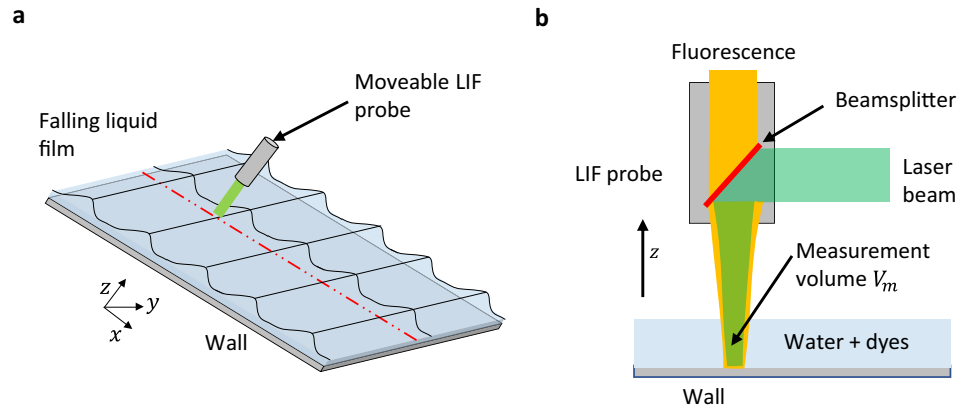 a
Moveable LIF
probe
Falling liquid
film
z
y
x
Wall
b
Fluorescence
Beamsplitter
LIF probe
Laser
beam
z
Measurement
volume V_m
Water + dyes
Wall